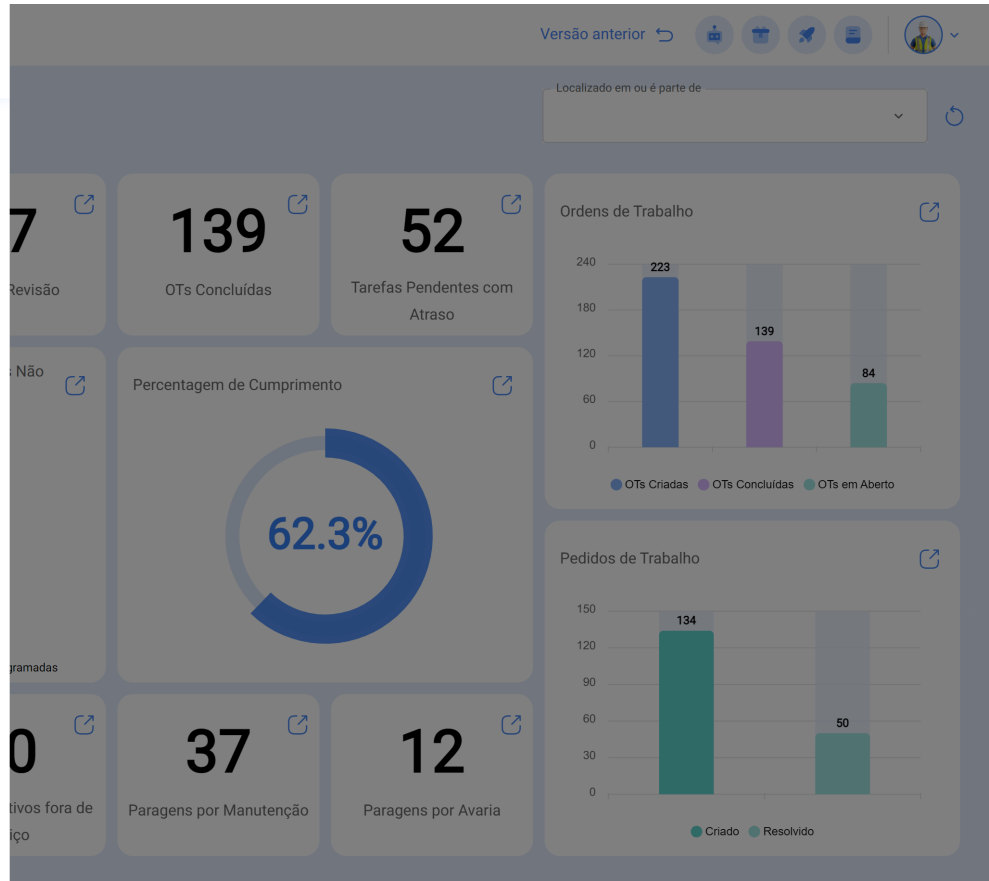 Versão anterior
Localizado em ou é parte de
7
Revisão
139
OTs Concluídas
52
Tarefas Pendentes com
Atraso
Ordens de Trabalho
240
180
120
60
0
223
139
84
OTs Criadas
OTs Concluídas
OTs em Aberto
Não
gramadas
Percentagem de Cumprimento
62.3%
Pedidos de Trabalho
150
120
90
60
30
0
134
50
Criado
Resolvido
0
tivos fora de
iço
37
Paragens por Manutenção
12
Paragens por Avaria